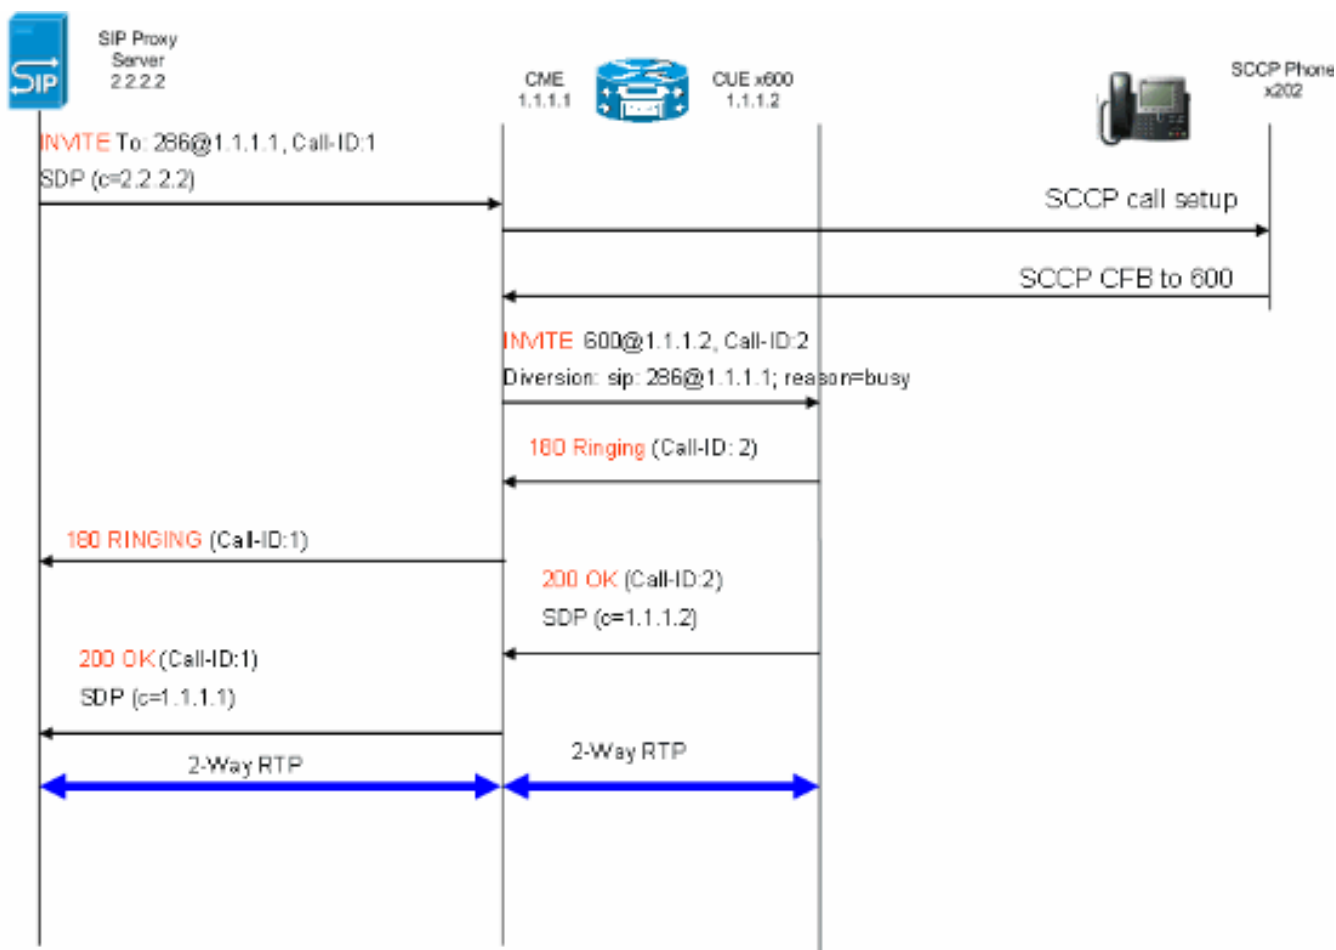 SIP Proxy
Server
2.2.2.2
SIP
CME
1.1.1.1
CUE x600
1.1.1.2
SCCP Phone
x202
INVITE To: 286@1.1.1.1, Call-ID:1
SDP (c=2.2.2.2)
SCCP call setup
SCCP CFB to 600
INVITE 600@1.1.1.2, Call-ID:2
Diversion: sip: 286@1.1.1.1; reason=busy
180 Ringing (Call-ID: 2)
180 RINGING (Call-ID:1)
200 OK (Call-ID:2)
SDP (c=1.1.1.2)
200 OK (Call-ID:1)
SDP (c=1.1.1.1)
2-Way RTP
2-Way RTP